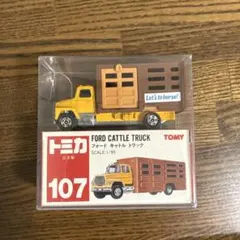 Let's to horse!
トミカ
日本製
107
FORD CATTLE TRUCK
TOMY
フォード キャトル トラック
SCALE 1/95